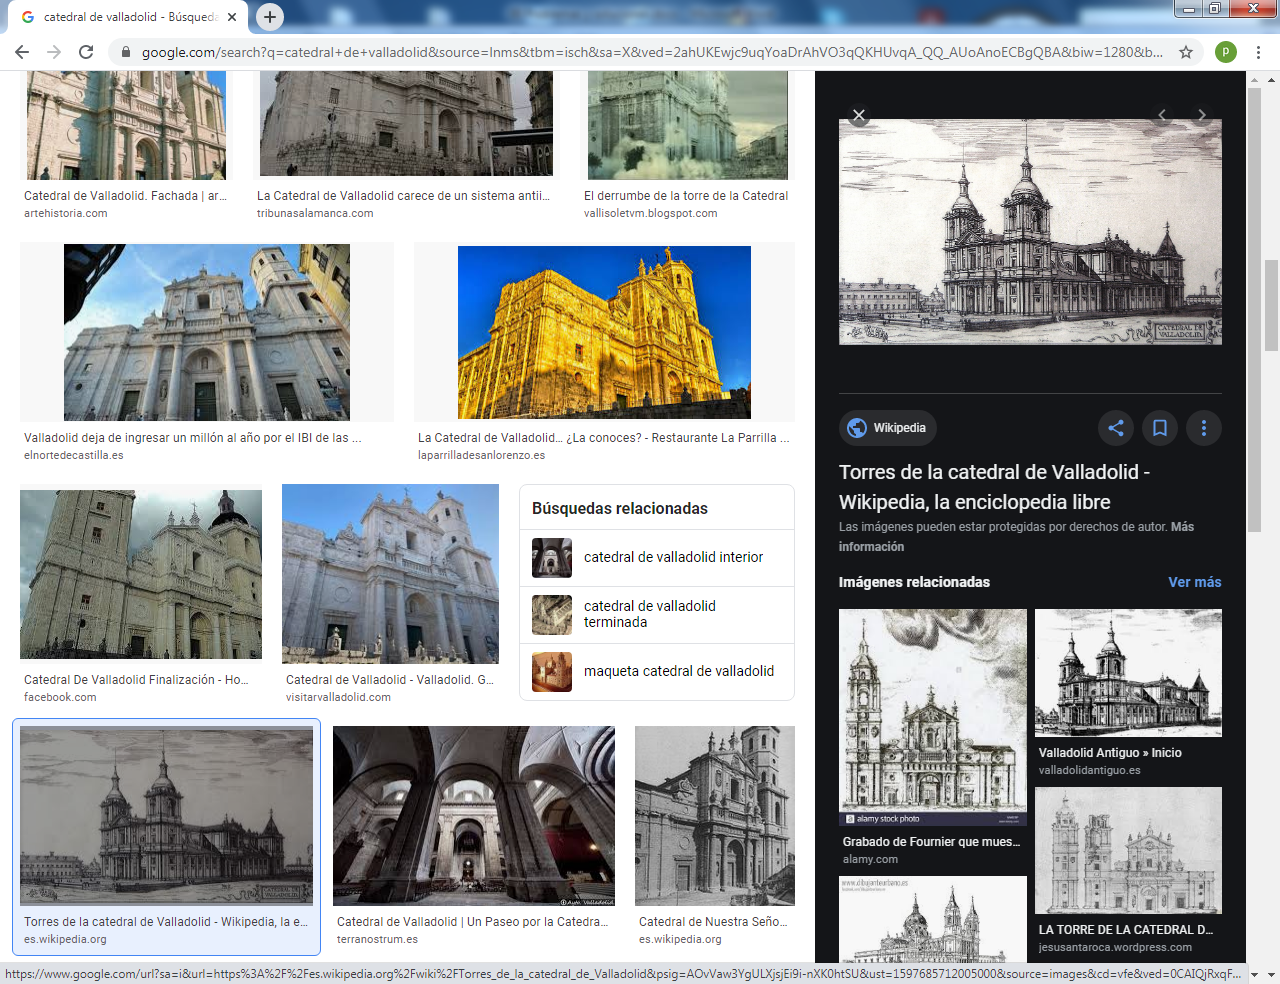 catedral de valladolid - Búsqueda
google.com/search?q=catedral+de+valladolid&source=lnms&tbm=isch&sa=X&ved=2ahUKEwjc9uqYoaDrAhVO3qQKHUvqA_QQ_AUoAnoECBgQBA&biw=1280&b...
p
Catedral de Valladolid. Fachada | ar...
artehistoria.com
La Catedral de Valladolid carece de un sistema antii...
tribunasalamanca.com
El derrumbe de la torre de la Catedral
vallisoletvm.blogspot.com
Valladolid deja de ingresar un millón al año por el IBI de las ...
elnortedecastilla.es
La Catedral de Valladolid... ¿La conoces? - Restaurante La Parrilla ...
laparrilladesanlorenzo.es
Catedral De Valladolid Finalización - Ho...
facebook.com
Catedral de Valladolid - Valladolid. G...
visitarvalladolid.com
Búsquedas relacionadas
catedral de valladolid interior
catedral de valladolid
terminada
maqueta catedral de valladolid
Torres de la catedral de Valladolid - Wikipedia, la e...
es.wikipedia.org
Catedral de Valladolid | Un Paseo por la Catedra...
terranostrum.es
Catedral de Nuestra Seño...
es.wikipedia.org
CATEDRAL DE
VALLADOLID.
Wikipedia
Torres de la catedral de Valladolid -
Wikipedia, la enciclopedia libre
Las imágenes pueden estar protegidas por derechos de autor. Más
información
Imágenes relacionadas
Ver más
alamy stock photo
Grabado de Fournier que mues...
alamy.com
Valladolid Antiguo » Inicio
valladolidantiguo.es
LA TORRE DE LA CATEDRAL D...
jesusantaroca.wordpress.com
www.dibujanteurbano.es
https://www.google.com/url?sa=i&url=https%3A%2F%2Fes.wikipedia.org%2Fwiki%2FTorres_de_la_catedral_de_Valladolid&psig=AOvVaw3YgULXjsjEi9i-nXK0htSU&ust=1597685712005000&source=images&cd=vfe&ved=0CAIQjRxqF...